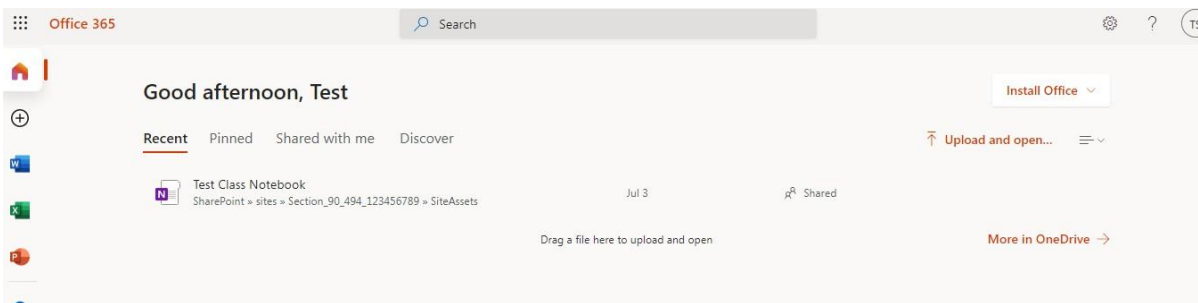 Office 365
Search
?
TS
Good afternoon, Test
Install Office
Recent Pinned Shared with me Discover
Upload and open...
N
Test Class Notebook
Jul 3
Shared
SharePoint » sites » Section_90_494_123456789 » SiteAssets
W
X
P
Drag a file here to upload and open
More in OneDrive